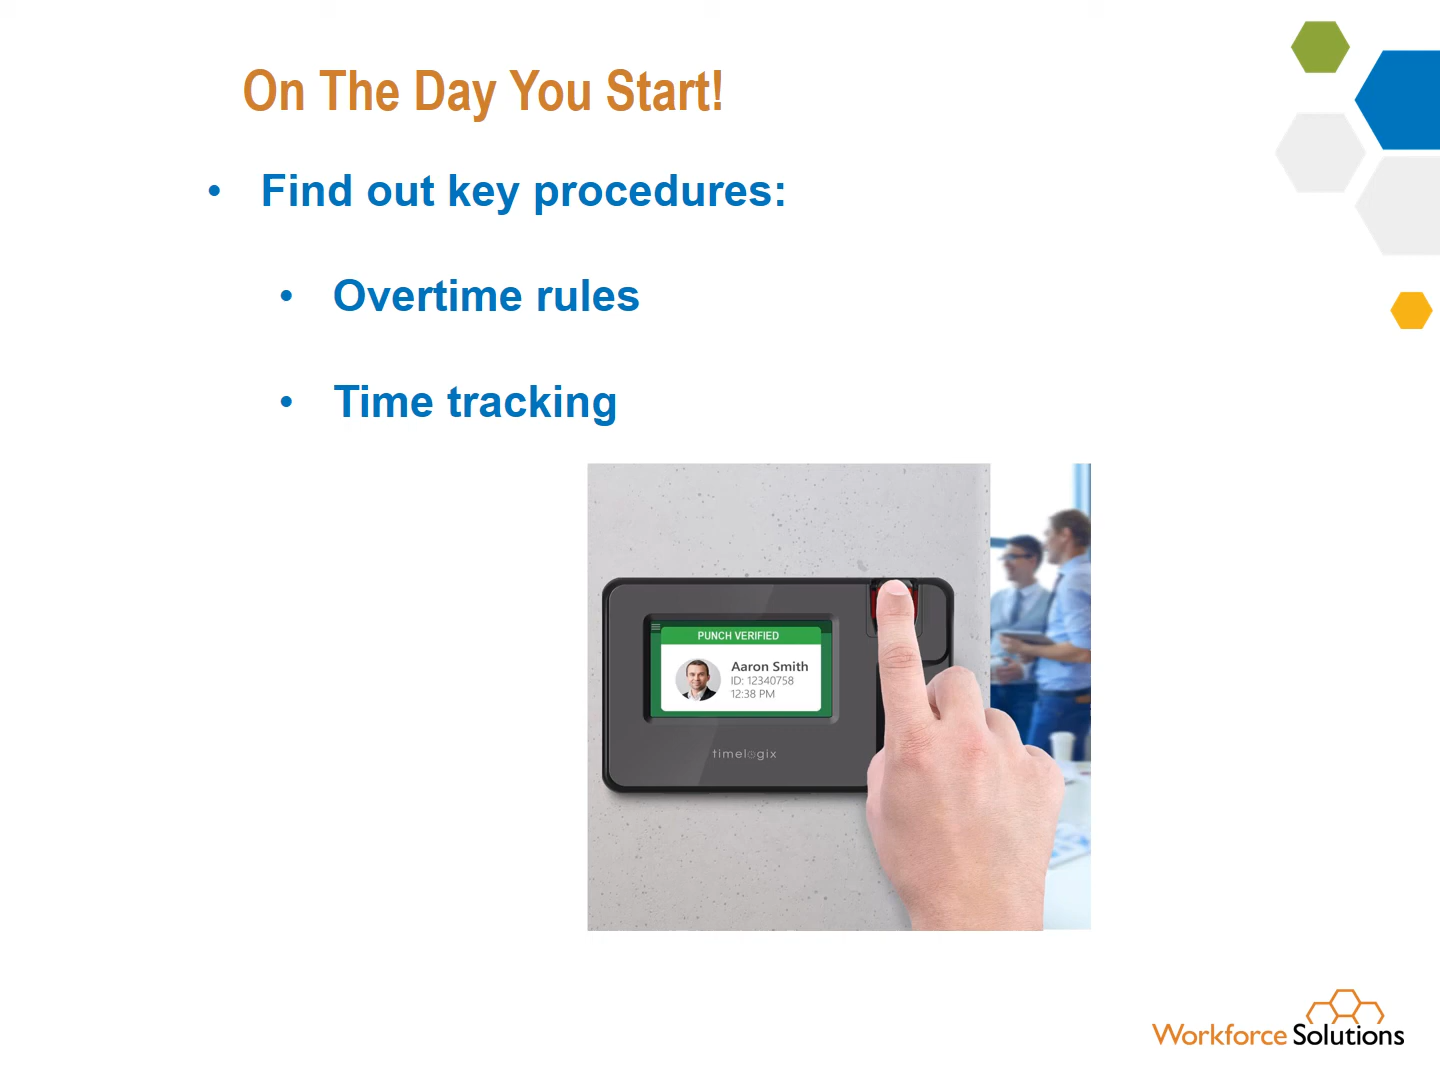 On The Day You Start!
• Find out key procedures:
• Overtime rules
• Time tracking
PUNCH VERIFIED
Aaron Smith
ID: 12340758
12:38 PM
timelogix
Workforce Solutions